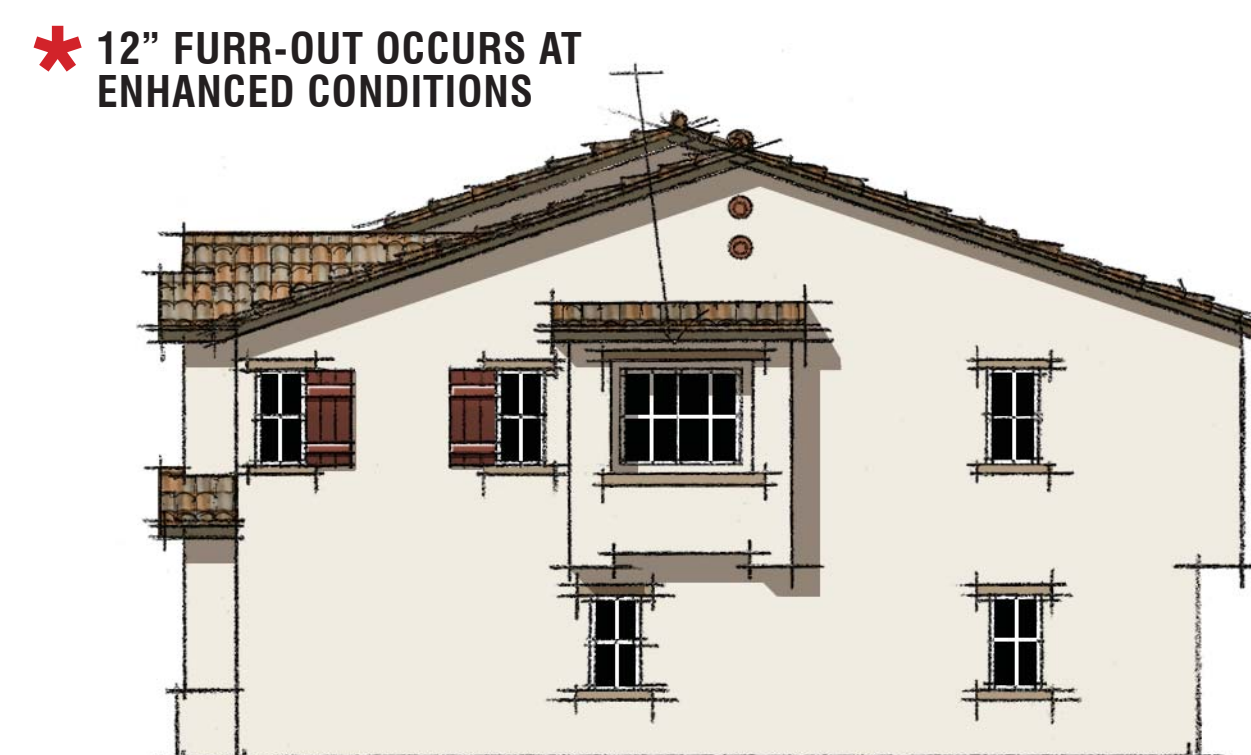 * 12” FURR-OUT OCCURS AT
ENHANCED CONDITIONS